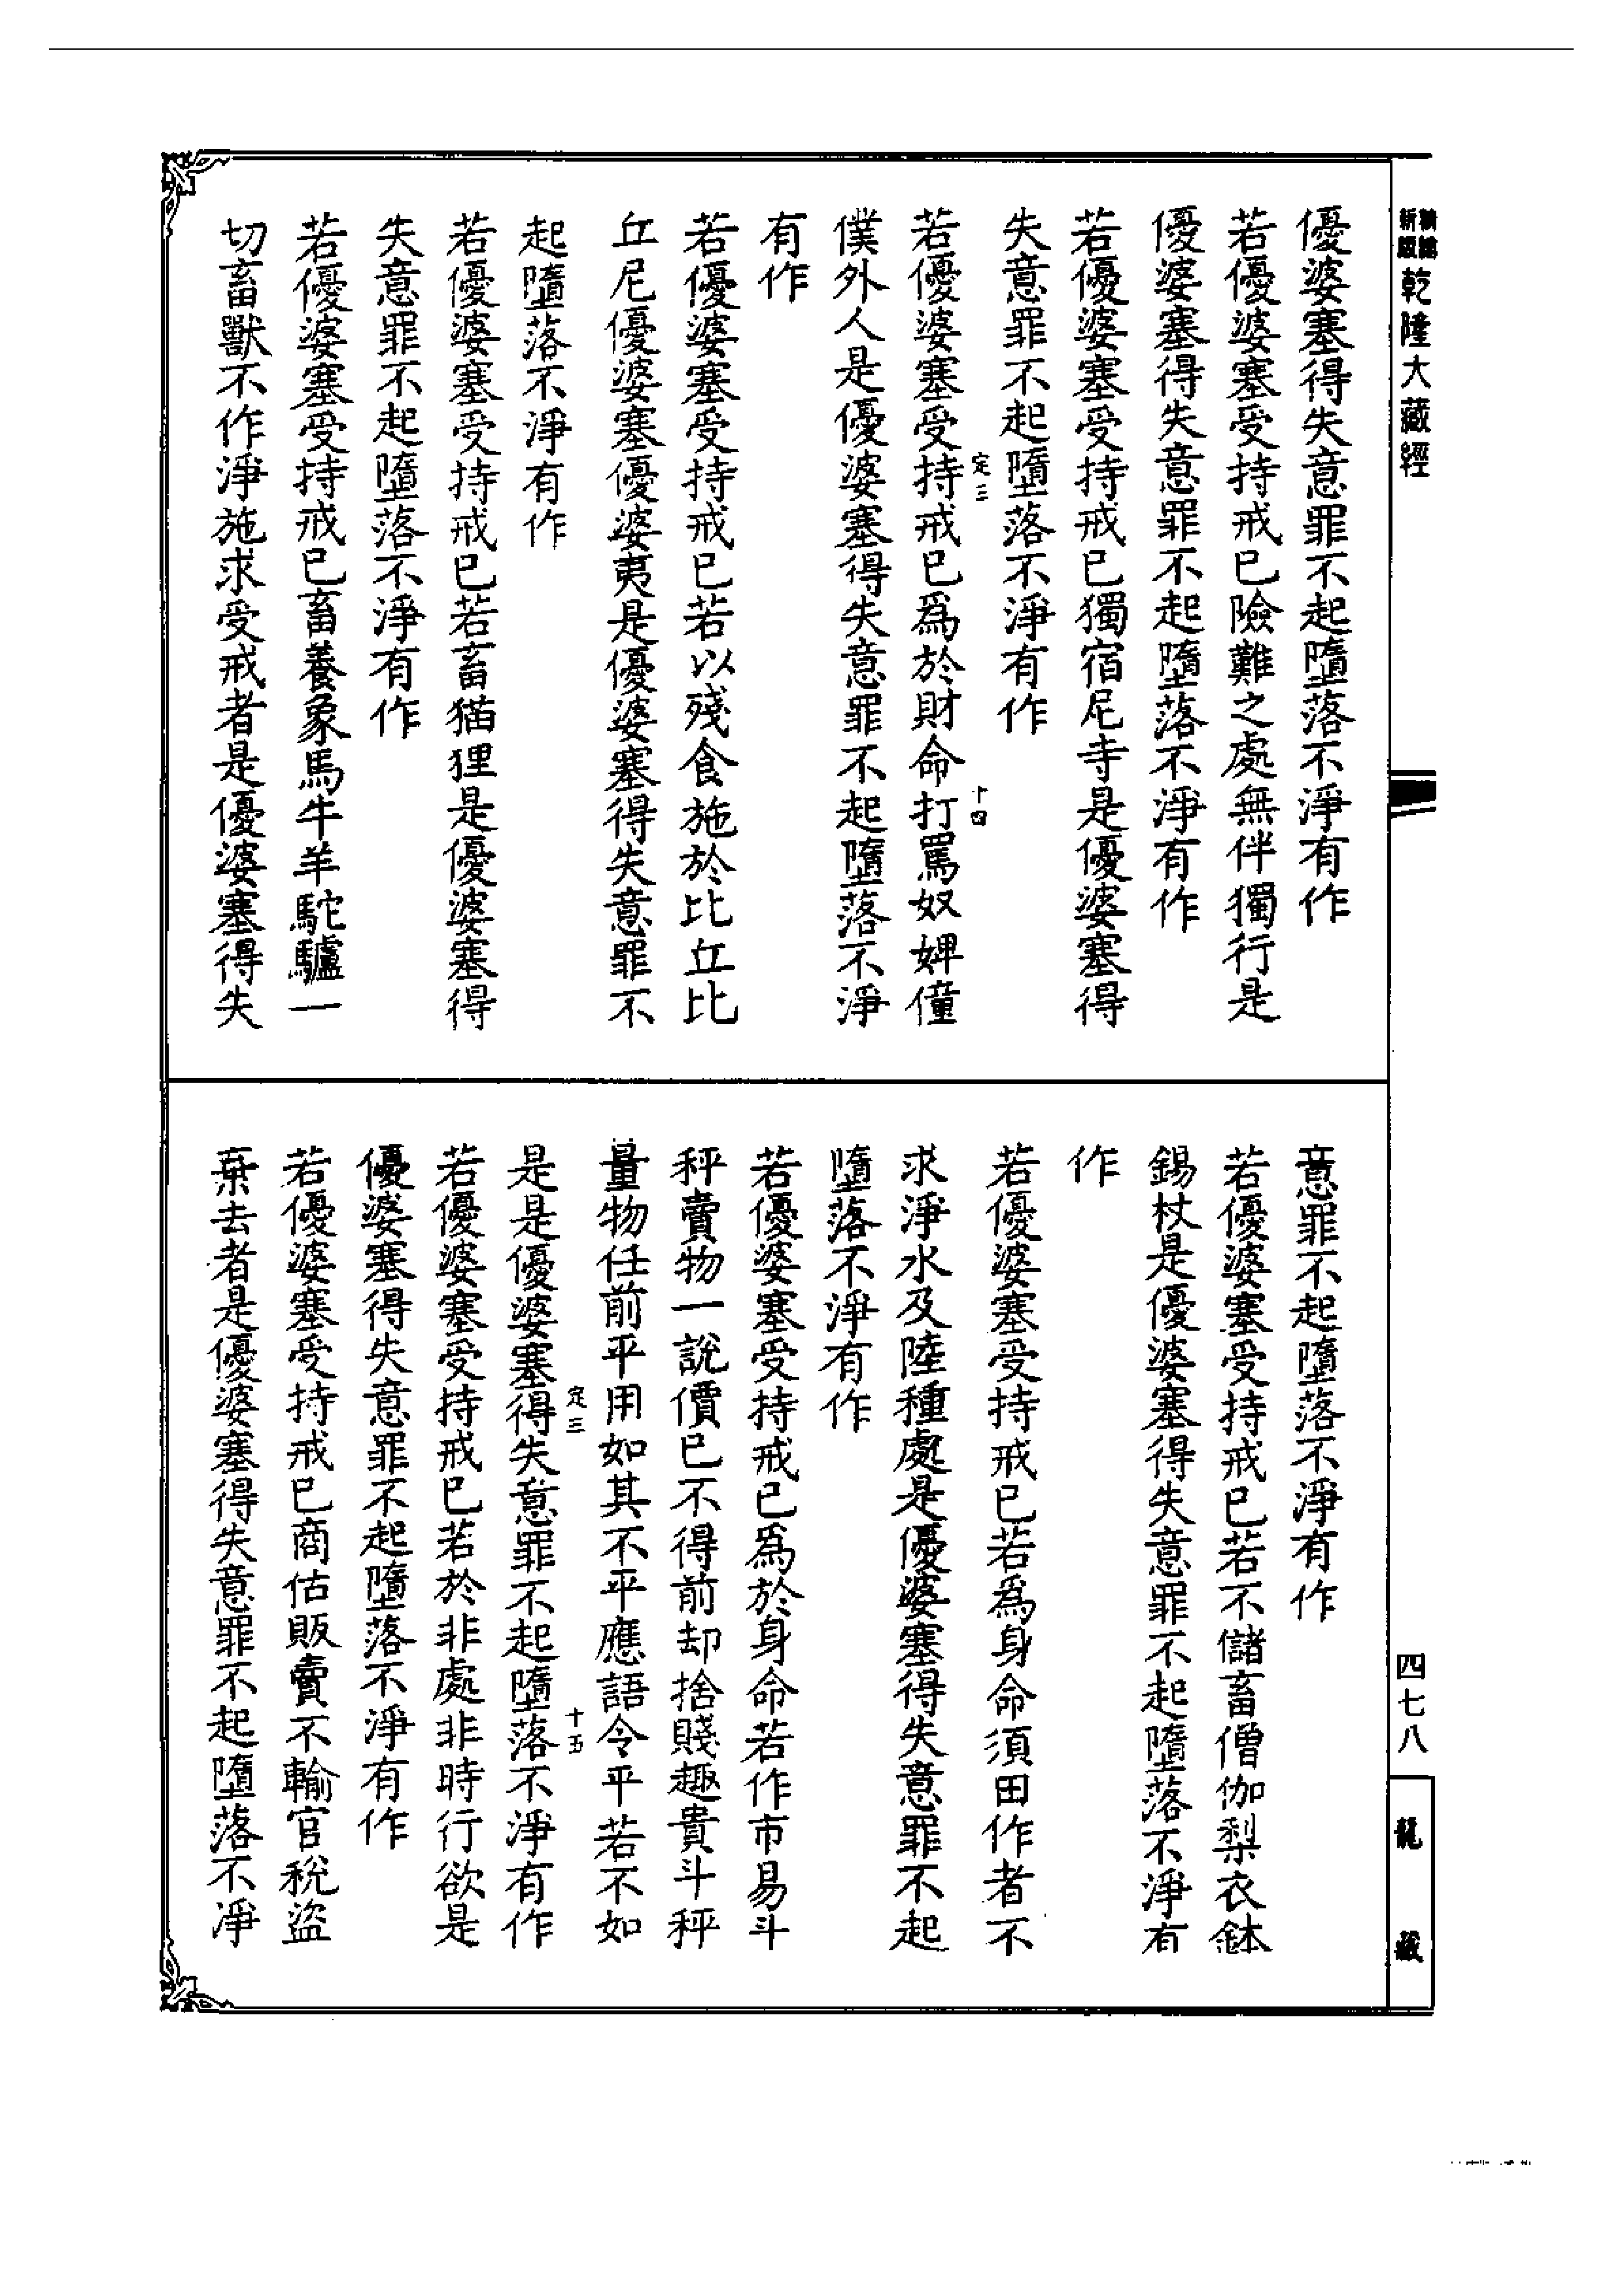 新編
新版
乾隆大藏經
優婆塞得失意罪不起墮落不淨有作
若優婆塞受持戒已險難之處無伴獨行是
優婆塞得失意罪不起墮落不淨有作
若優婆塞受持戒已獨宿尼寺是優婆塞得
失意罪不起墮落不淨有作
定三
十四
若優婆塞受持戒已爲於財命打罵奴婢僮
僕外人是優婆塞得失意罪不起墮落不淨
有作
若優婆塞受持戒已若以殘食施於比丘比
丘尼優婆塞優婆夷是優婆塞得失意罪不
起墮落不淨有作
若優婆塞受持戒已若畜猫狸是優婆塞得
失意罪不起墮落不淨有作
若優婆塞受持戒已畜養象馬牛羊駝驢一
切畜獸不作淨施求受戒者是優婆塞得失
意罪不起墮落不淨有作
若優婆塞受持戒已若不儲畜僧伽梨衣鉢
錫杖是優婆塞得失意罪不起墮落不淨有
作
若優婆塞受持戒已若爲身命須田作者不
求淨水及陸種處是優婆塞得失意罪不起
墮落不淨有作
若優婆塞受持戒已爲於身命若作市易斗
秤賣物一說價已不得前却捨賤趣貴斗秤
量物任前平用如其不平應語令平若不如
定三
十五
是是優婆塞得失意罪不起墮落不淨有作
若優婆塞受持戒已若於非處非時行欲是
優婆塞得失意罪不起墮落不淨有作
若優婆塞受持戒已商估販賣不輸官稅盜
棄去者是優婆塞得失意罪不起墮落不淨
四七八
龍藏